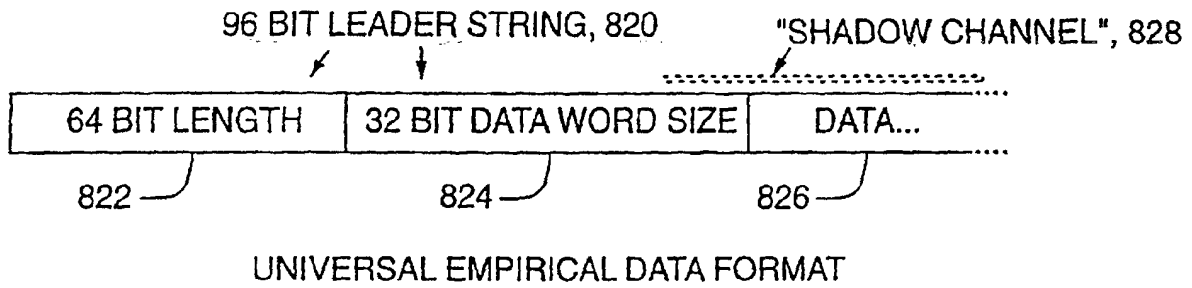 96 BIT LEADER STRING, 820
"SHADOW CHANNEL", 828
64 BIT LENGTH
32 BIT DATA WORD SIZE
DATA...
822
824
826
UNIVERSAL EMPIRICAL DATA FORMAT